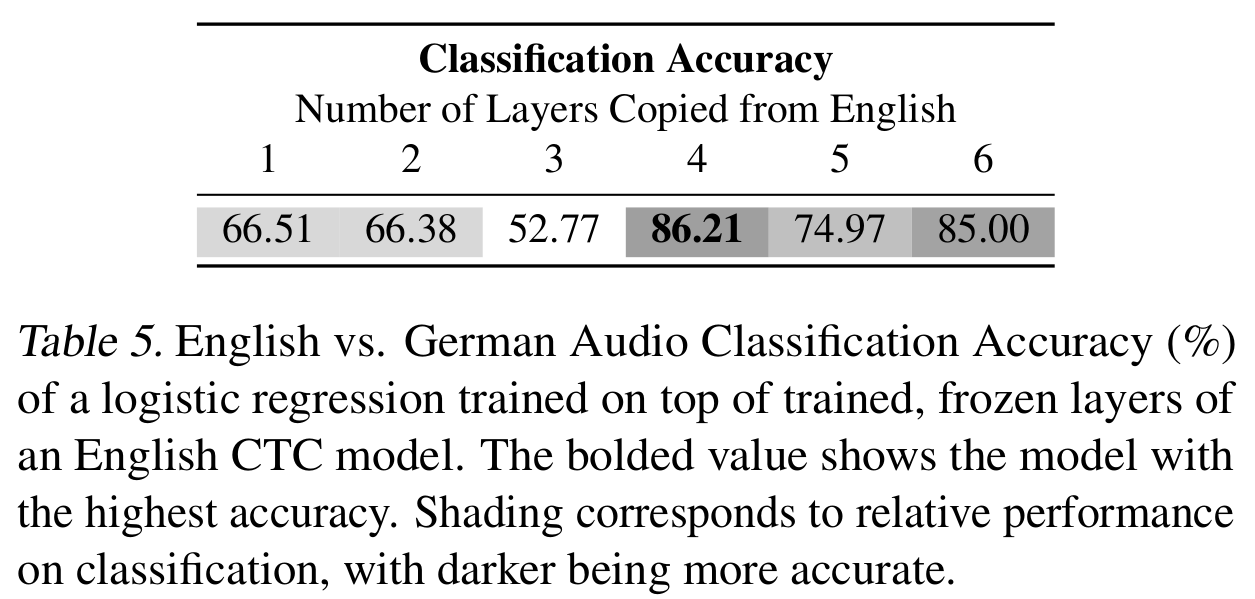 Classification Accuracy
Number of Layers Copied from English
1 2 3 4 5 6
66.51 66.38 52.77 86.21 74.97 85.00
Table 5. English vs. German Audio Classification Accuracy (%)
of a logistic regression trained on top of trained, frozen layers of
an English CTC model. The bolded value shows the model with
the highest accuracy. Shading corresponds to relative performance
on classification, with darker being more accurate.